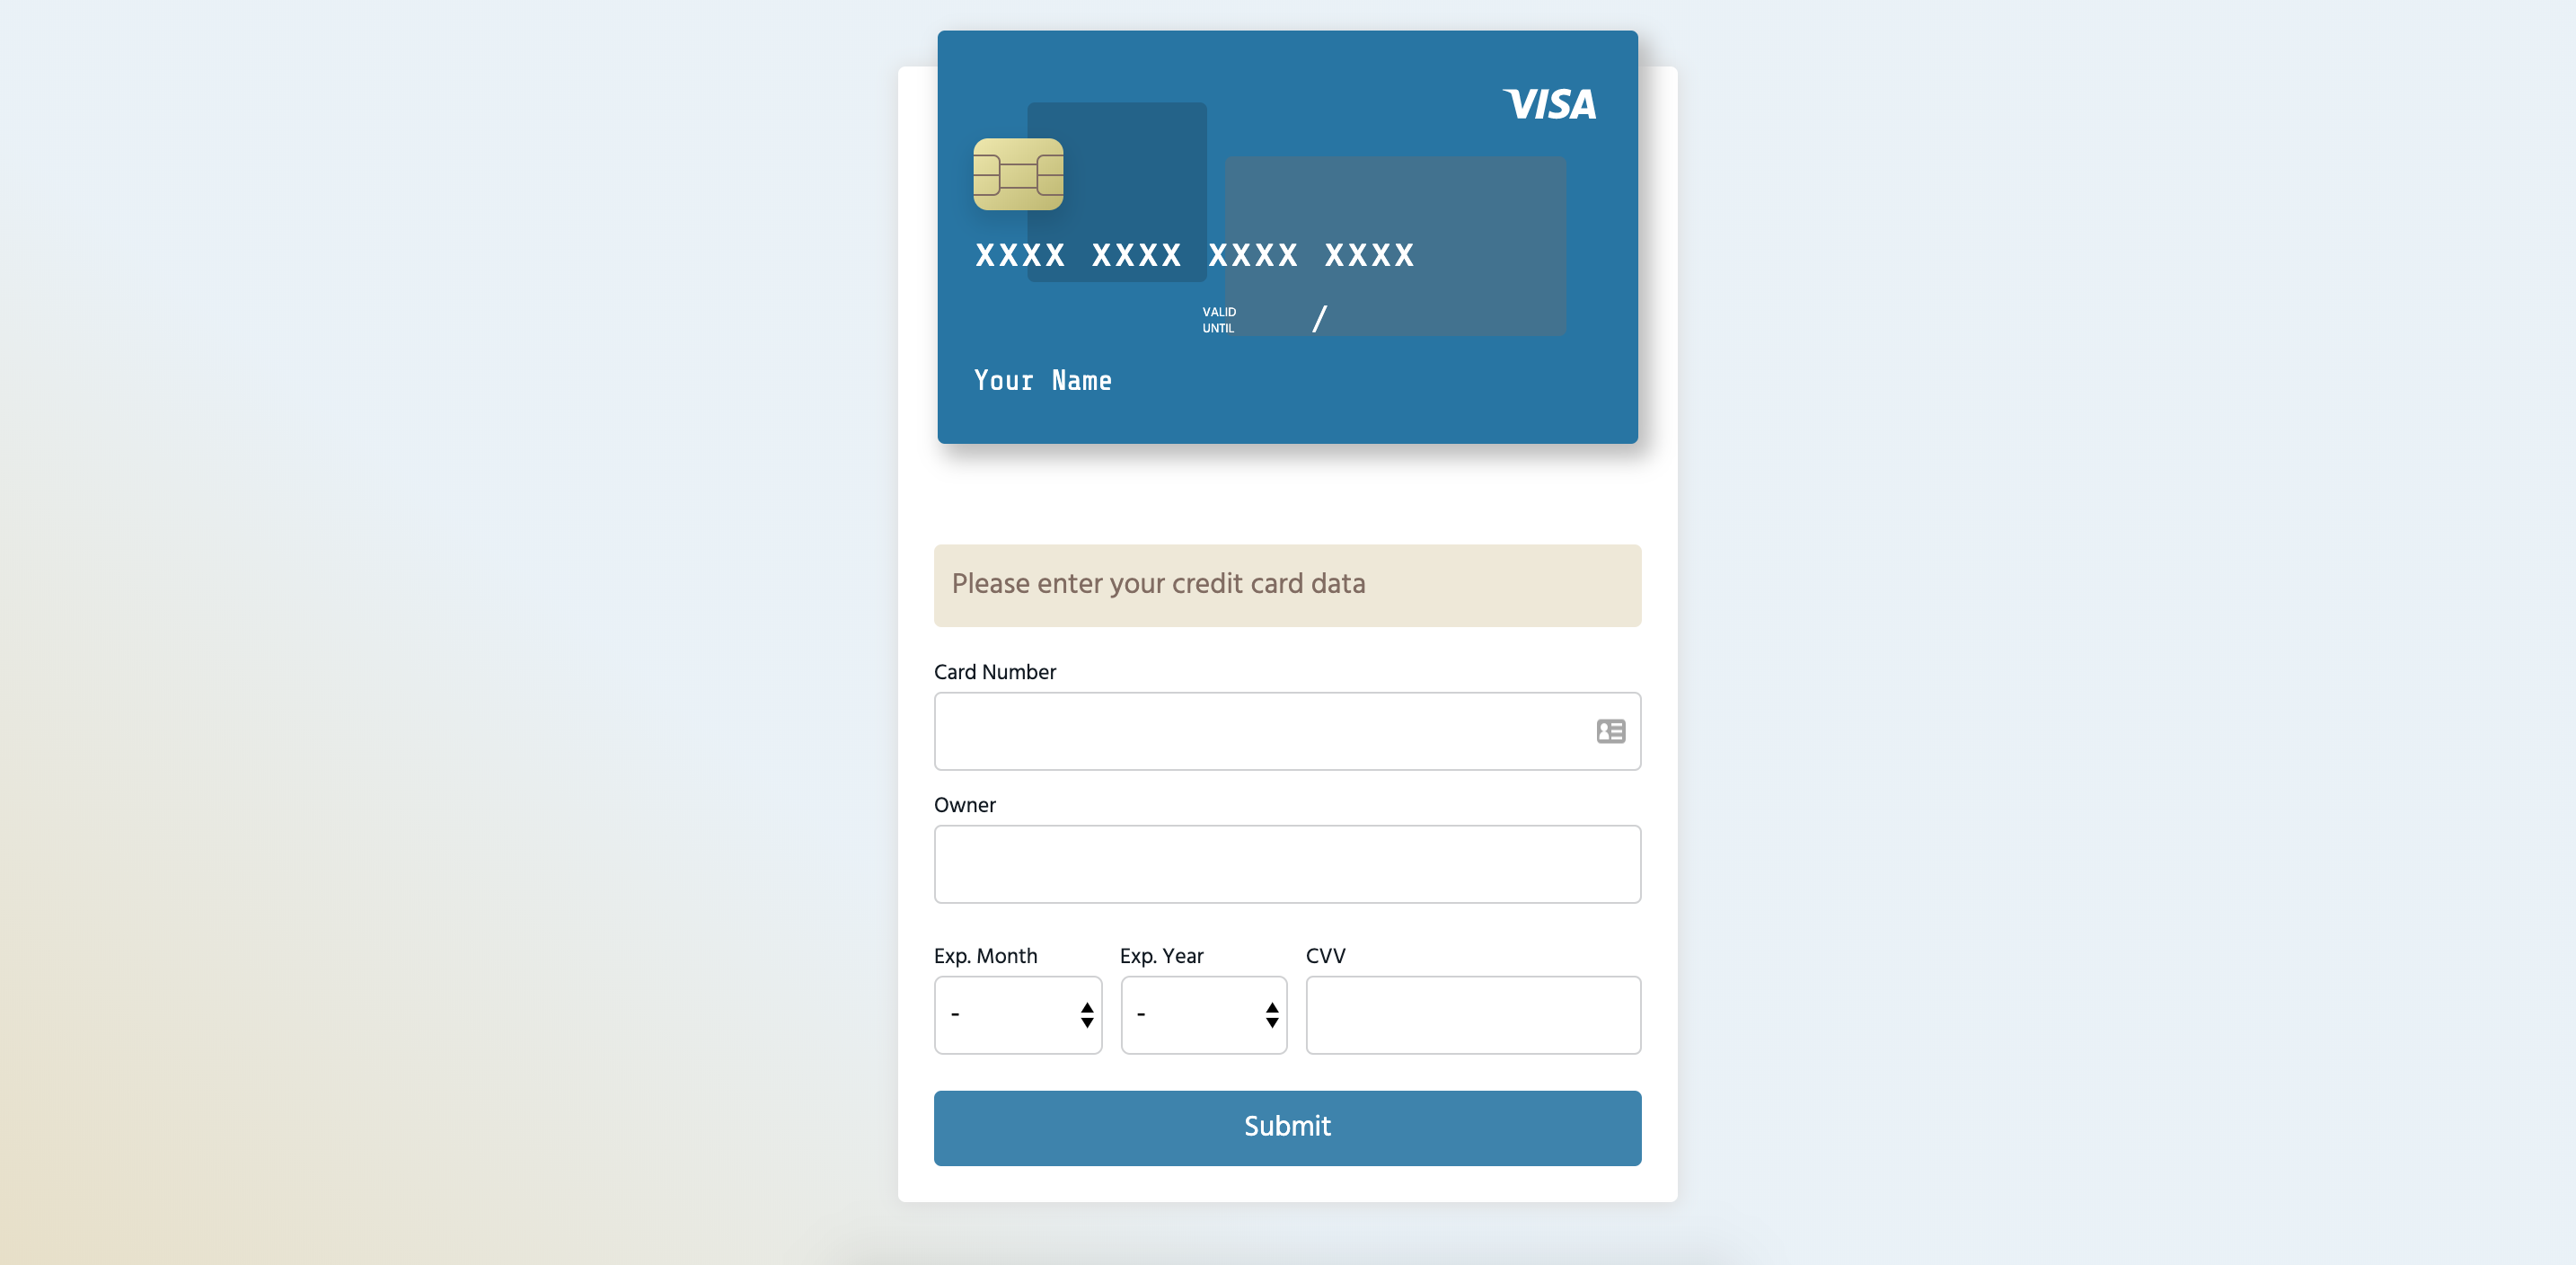 VISA
XXXX XXXX XXXX XXXX
VALID
UNTIL
/
Your Name
Please enter your credit card data
Card Number
Owner
Exp. Month
Exp. Year
CVV
-
-
Submit